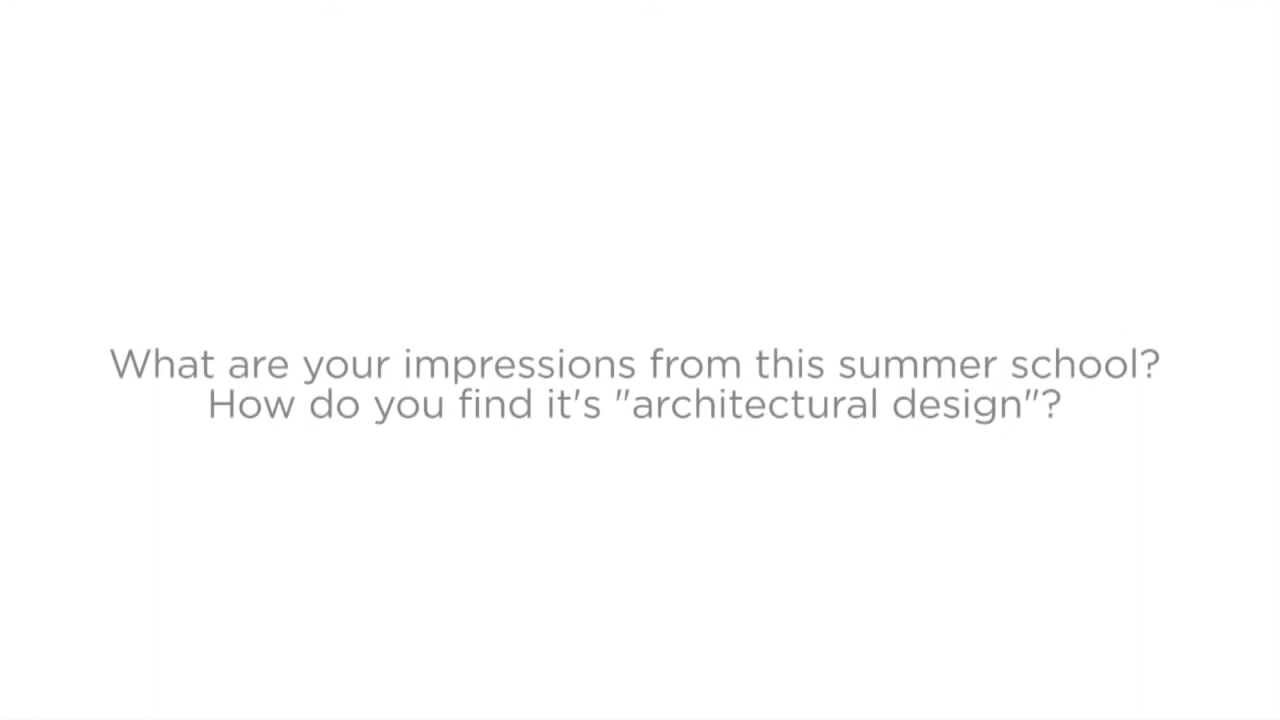 What are your impressions from this summer school?
How do you find it's "architectural design"?